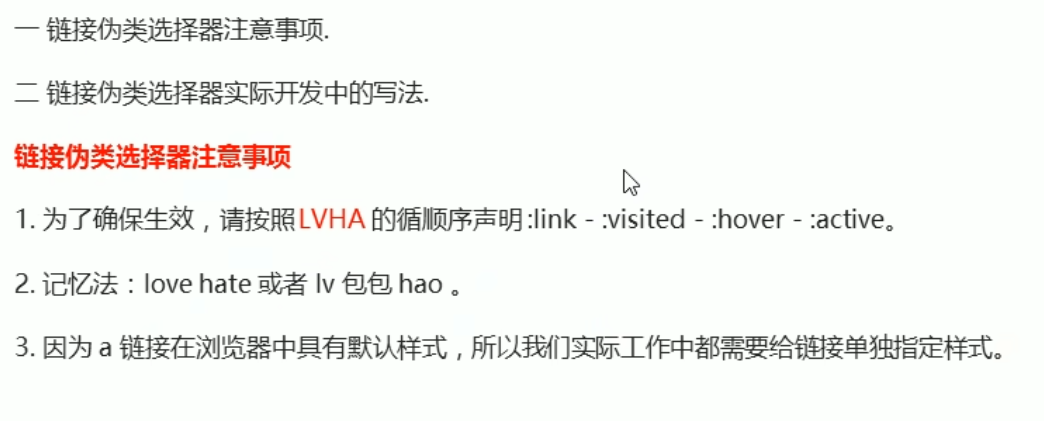 一 链接伪类选择器注意事项.
二 链接伪类选择器实际开发中的写法.
链接伪类选择器注意事项
1. 为了确保生效，请按照LVHA 的循顺序声明:link - :visited - :hover - :active。
2. 记忆法：love hate 或者 lv 包包 hao 。
3. 因为 a 链接在浏览器中具有默认样式，所以我们实际工作中都需要给链接单独指定样式。